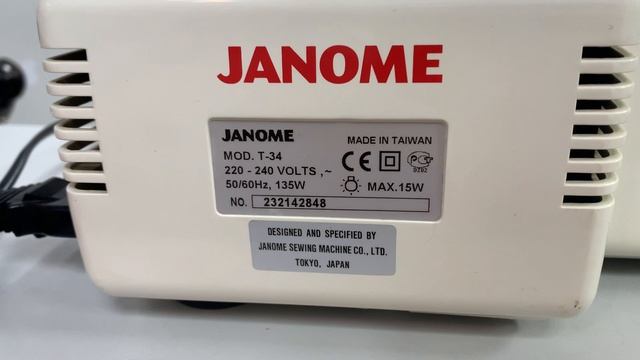 JANOME
JANOME
MADE IN TAIWAN
MOD. T-34
220 - 240 VOLTS ,~
50/60Hz, 135W
CE
MAX.15W
NO. 232142848
DESIGNED AND SPECIFIED BY
JANOME SEWING MACHINE CO., LTD.
TOKYO, JAPAN